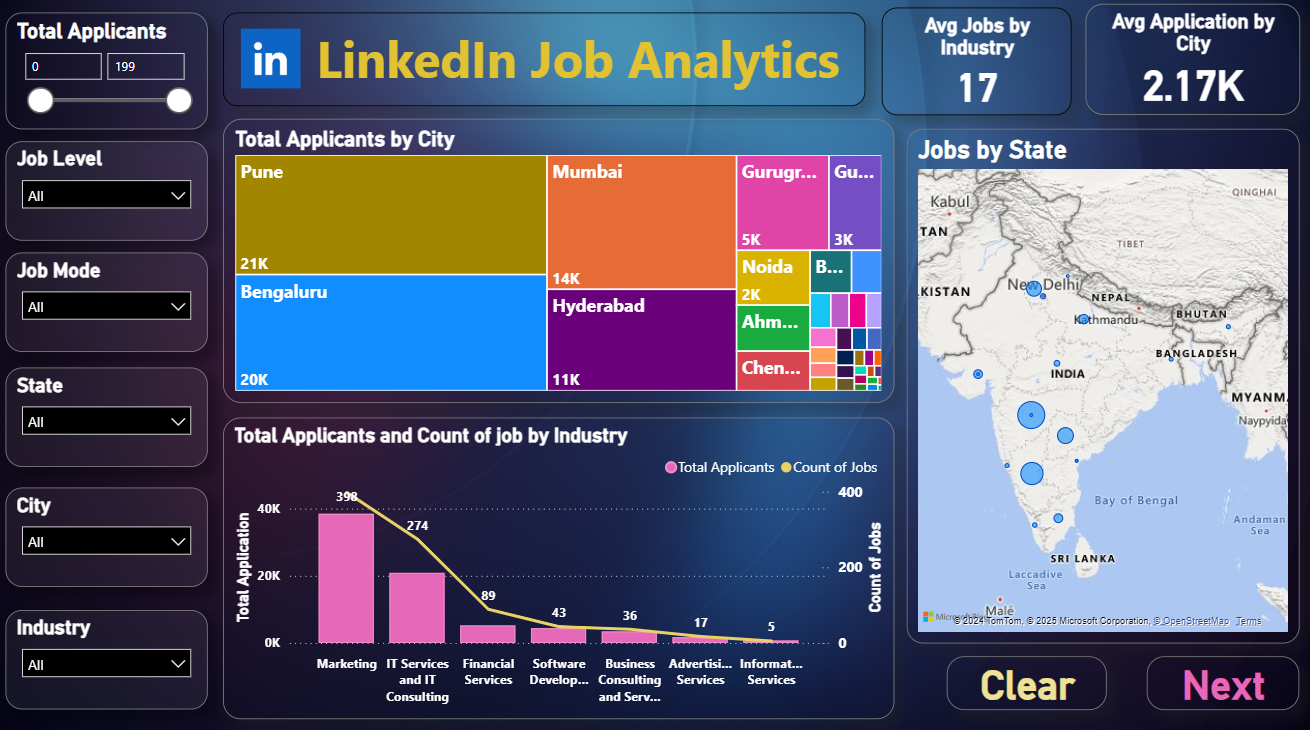 Total Applicants
0
199
Job Level
All
Job Mode
All
State
All
City
All
Industry
All
in
LinkedIn Job Analytics
Avg Jobs by
Industry
17
Avg Application by
City
2.17K
Total Applicants by City
Pune
21K
Bengaluru
20K
Mumbai
14K
Hyderabad
11K
Gurugr...
5K
Gu...
3K
Noida
2K
B...
Ahm...
Chen...
Total Applicants and Count of job by Industry
Total Applicants
Count of Jobs
Total Application
40K
20K
0K
398
274
89
43
36
17
5
400
200
0
Count of Jobs
Marketing
IT Services
and IT
Consulting
Financial
Services
Software
Develop...
Business
Consulting
and Serv...
Advertisi...
Services
Informat...
Services
Jobs by State
QINGHAI
Kabul
TAN
TIBET
New Delhi
KISTAN
NEPAL
Kathmandu
BHUTAN
BANGLADESH
INDIA
MYANM
Naypyida
Bay of Bengal
Andaman
Sea
SRI LANKA
Laccadive
Sea
Malé
© 2024 TomTom, © 2025 Microsoft Corporation, © OpenStreetMap Terms
Clear
Next